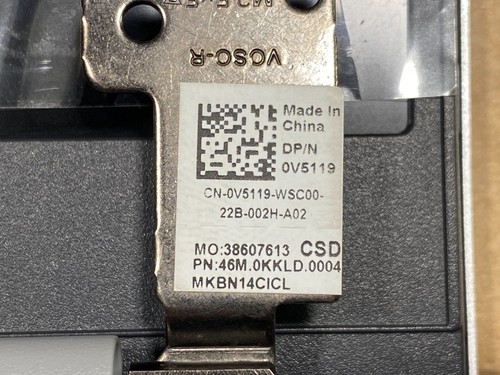 VOSC-R
Made In
China
DP/N
0V5119
CN-0V5119-WSC00-
22B-002H-A02
MO:38607613 CSD
PN:46M.0KKLD.0004
MKBN14CICL